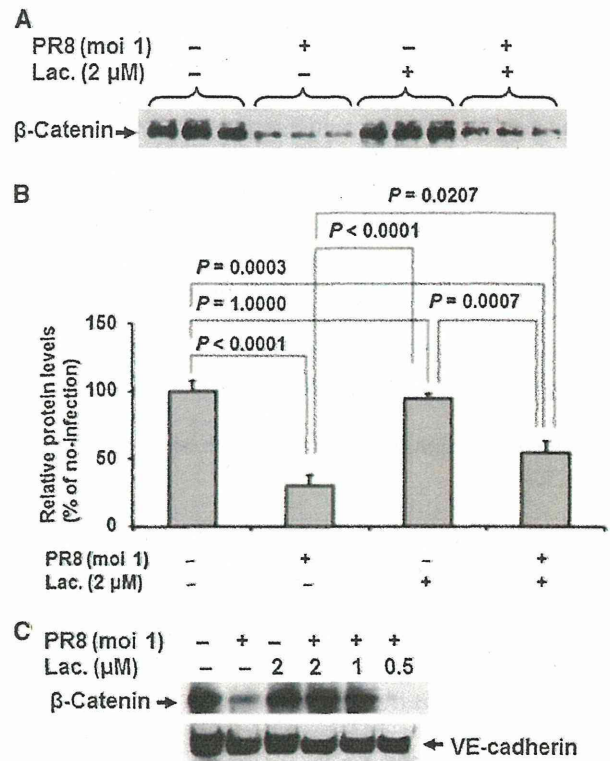 A
PR8 (moi 1) – + – +
Lac. (2 µM) – – + +
β-Catenin
B
P = 0.0207
P < 0.0001
P = 0.0003
P = 1.0000 P = 0.0007
P < 0.0001
Relative protein levels
(% of no-infection)
150
100
50
0
PR8 (moi 1) – + – +
Lac. (2 µM) – – + +
C
PR8 (moi 1) – + – + + +
Lac. (µM) – – 2 2 1 0.5
β-Catenin
VE-cadherin